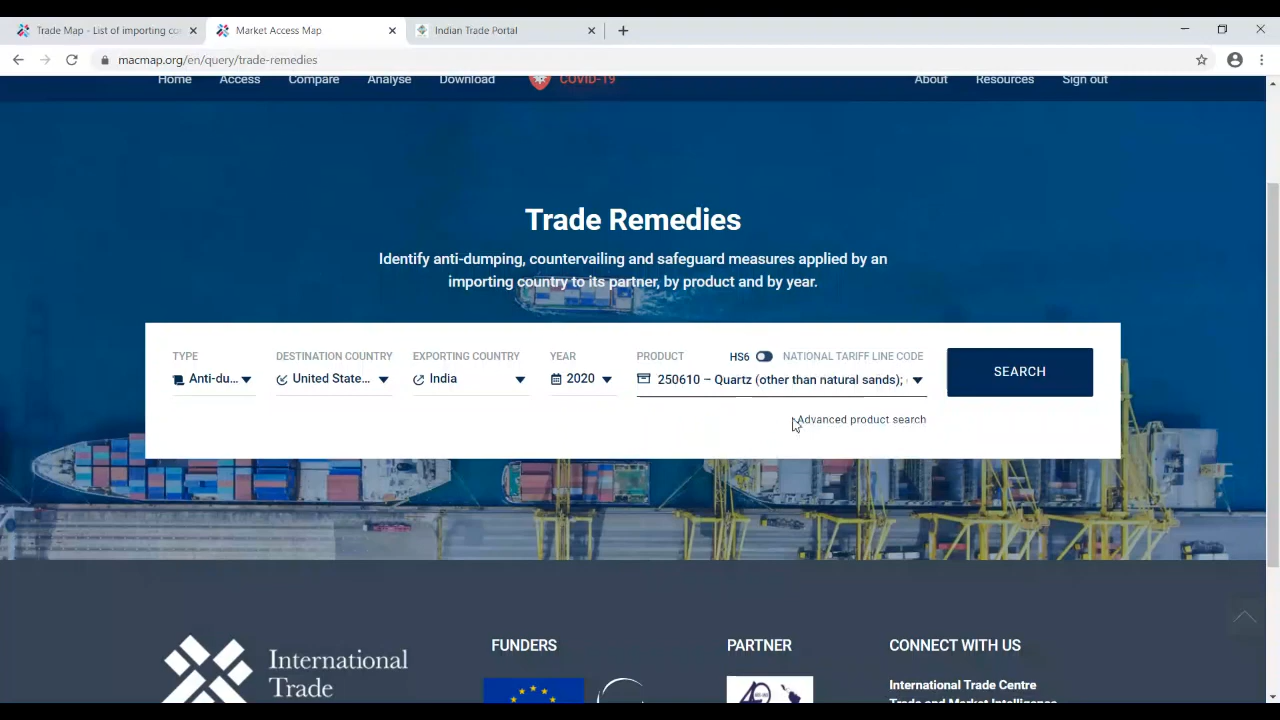 Trade Map - List of importing co
Market Access Map
Indian Trade Portal
macmap.org/en/query/trade-remedies
Home Access Compare Analyse Download COVID-19 About Resources Sign out
Trade Remedies
Identify anti-dumping, countervailing and safeguard measures applied by an
importing country to its partner, by product and by year.
TYPE DESTINATION COUNTRY EXPORTING COUNTRY YEAR PRODUCT HS6 NATIONAL TARIFF LINE CODE
Anti-du... United State... India 2020 250610 – Quartz (other than natural sands);
SEARCH
Advanced product search
International
Trade
FUNDERS
PARTNER
CONNECT WITH US
International Trade Centre
Trade and Market Intelligence